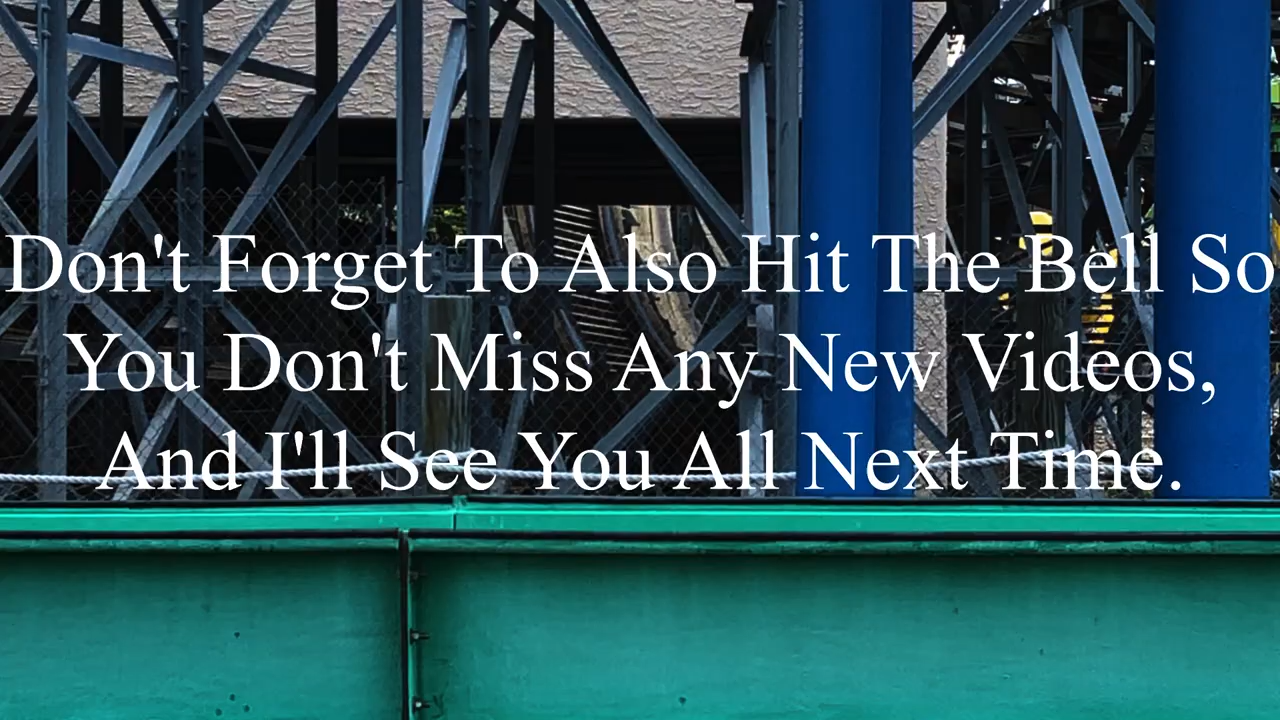 Don't Forget To Also Hit The Bell So
You Don't Miss Any New Videos,
And I'll See You All Next Time.